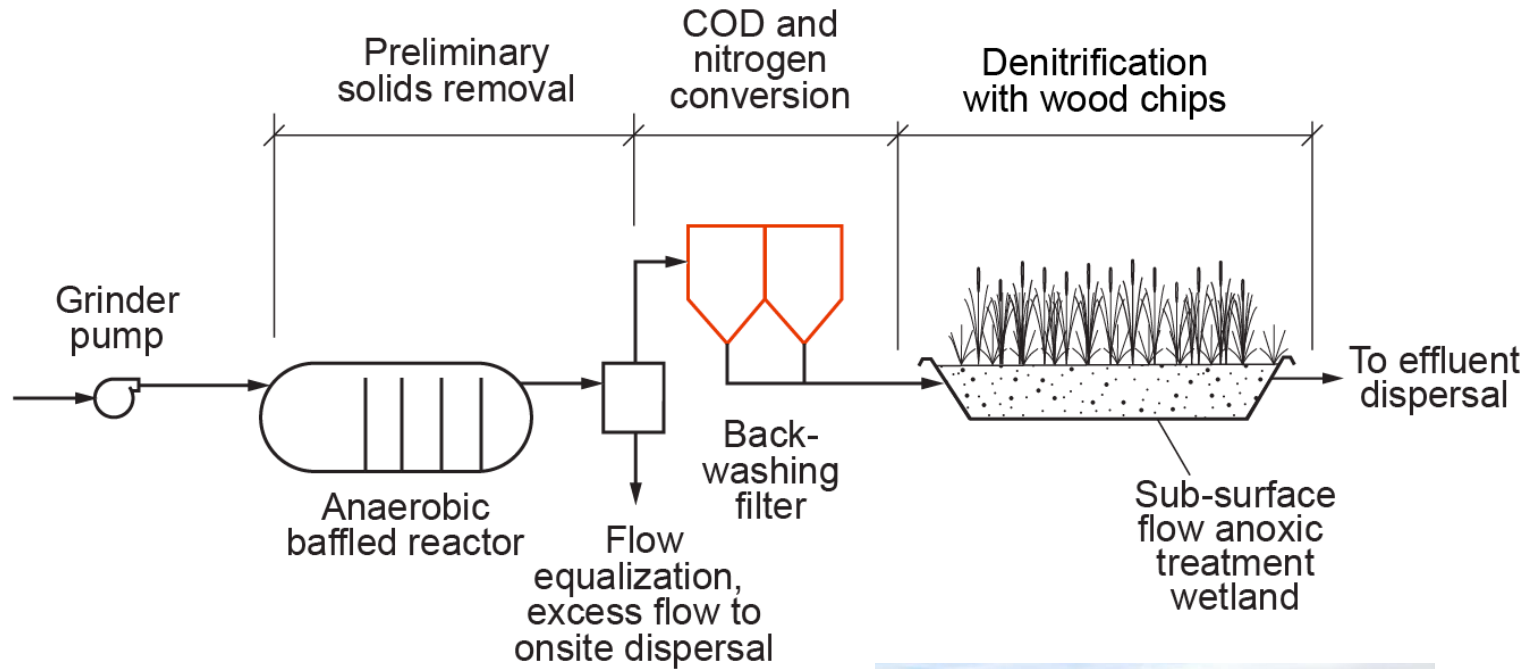 Preliminary
solids removal
COD and
nitrogen
conversion
Denitrification
with wood chips
Grinder
pump
Anaerobic
baffled reactor
Flow
equalization,
excess flow to
onsite dispersal
Back-
washing
filter
Sub-surface
flow anoxic
treatment
wetland
To effluent
dispersal